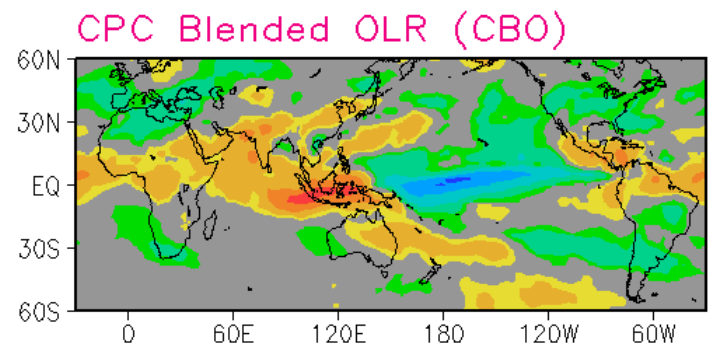 CPC Blended OLR (CBO)
60N
30N
EQ
30S
60S
0 60E 120E 180 120W 60W